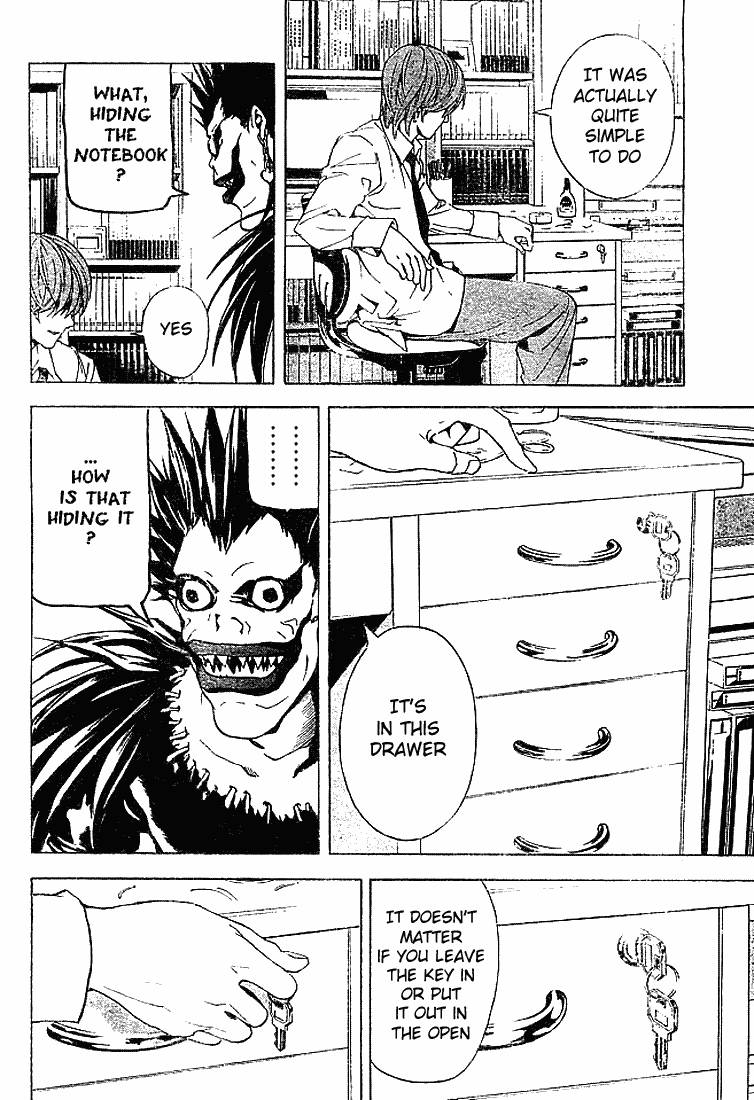 IT WAS
ACTUALLY
QUITE
SIMPLE
TO DO
WHAT,
HIDING
THE
NOTEBOOK
?
YES
IT'S
IN THIS
DRAWER
...
HOW
IS THAT
HIDING IT
?
IT DOESN'T
MATTER
IF YOU LEAVE
THE KEY IN
OR PUT
IT OUT IN
THE OPEN